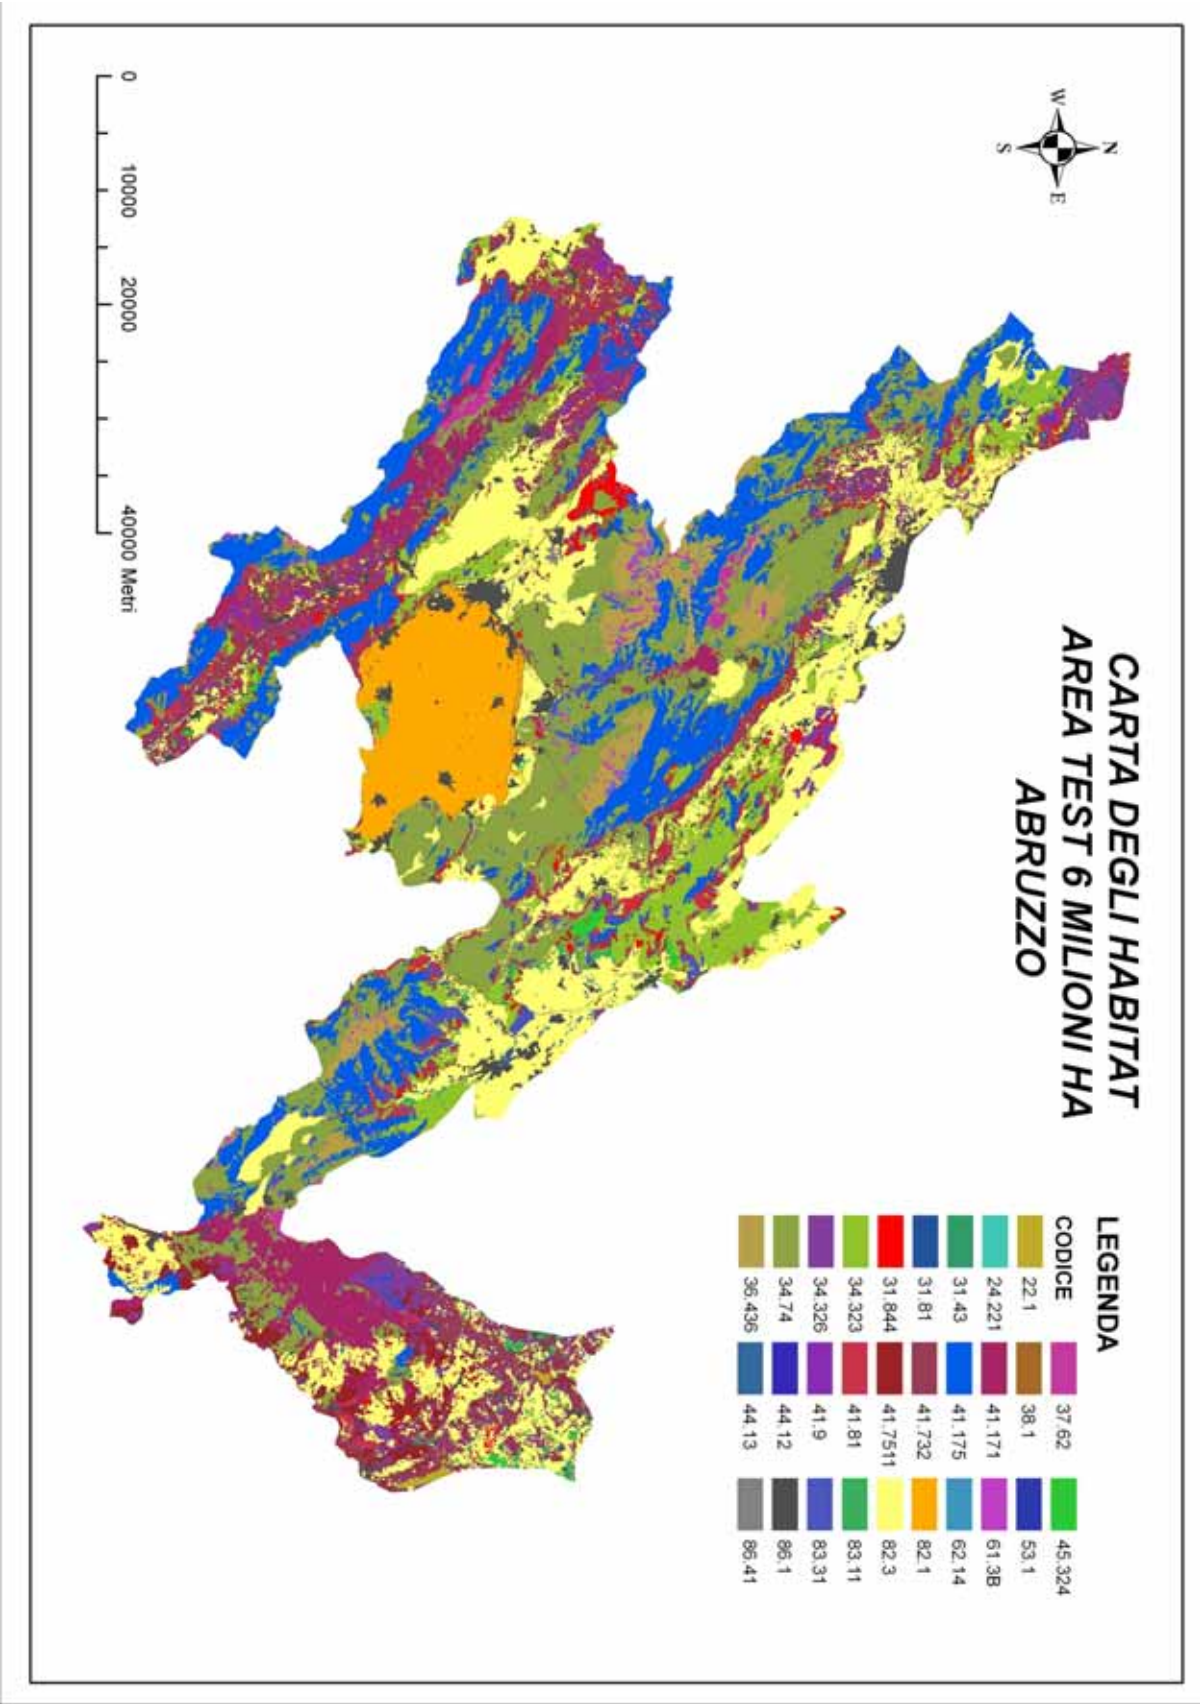 CARTA DEGLI HABITAT
AREA TEST 6 MILIONI HA
ABRUZZO
N
W
E
S
LEGENDA
CODICE
22.1
24.221
31.43
31.81
31.844
34.323
34.326
34.74
36.436
37.62
38.1
41.171
41.175
41.732
41.7511
41.81
41.9
44.12
44.13
45.324
53.1
61.3B
62.14
82.1
82.3
83.11
83.31
86.1
86.41
0 10000 20000 40000 Metri